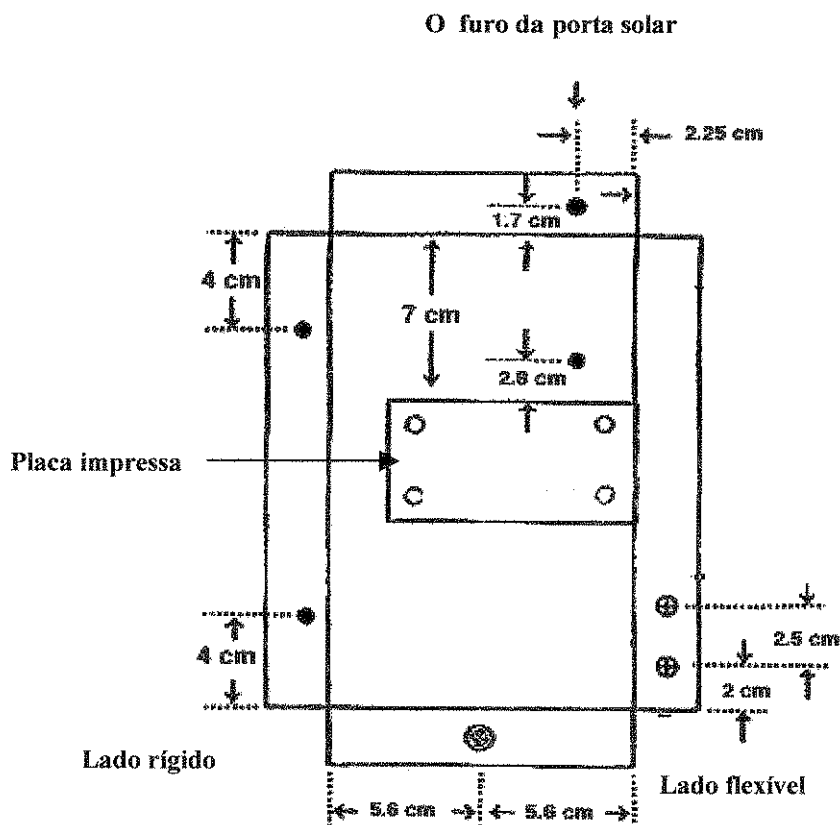 O furo da porta solar
2.25 cm
1.7 cm
4 cm
7 cm
2.8 cm
Placa impressa
2.5 cm
4 cm
2 cm
Lado rígido
Lado flexível
5.6 cm
5.6 cm